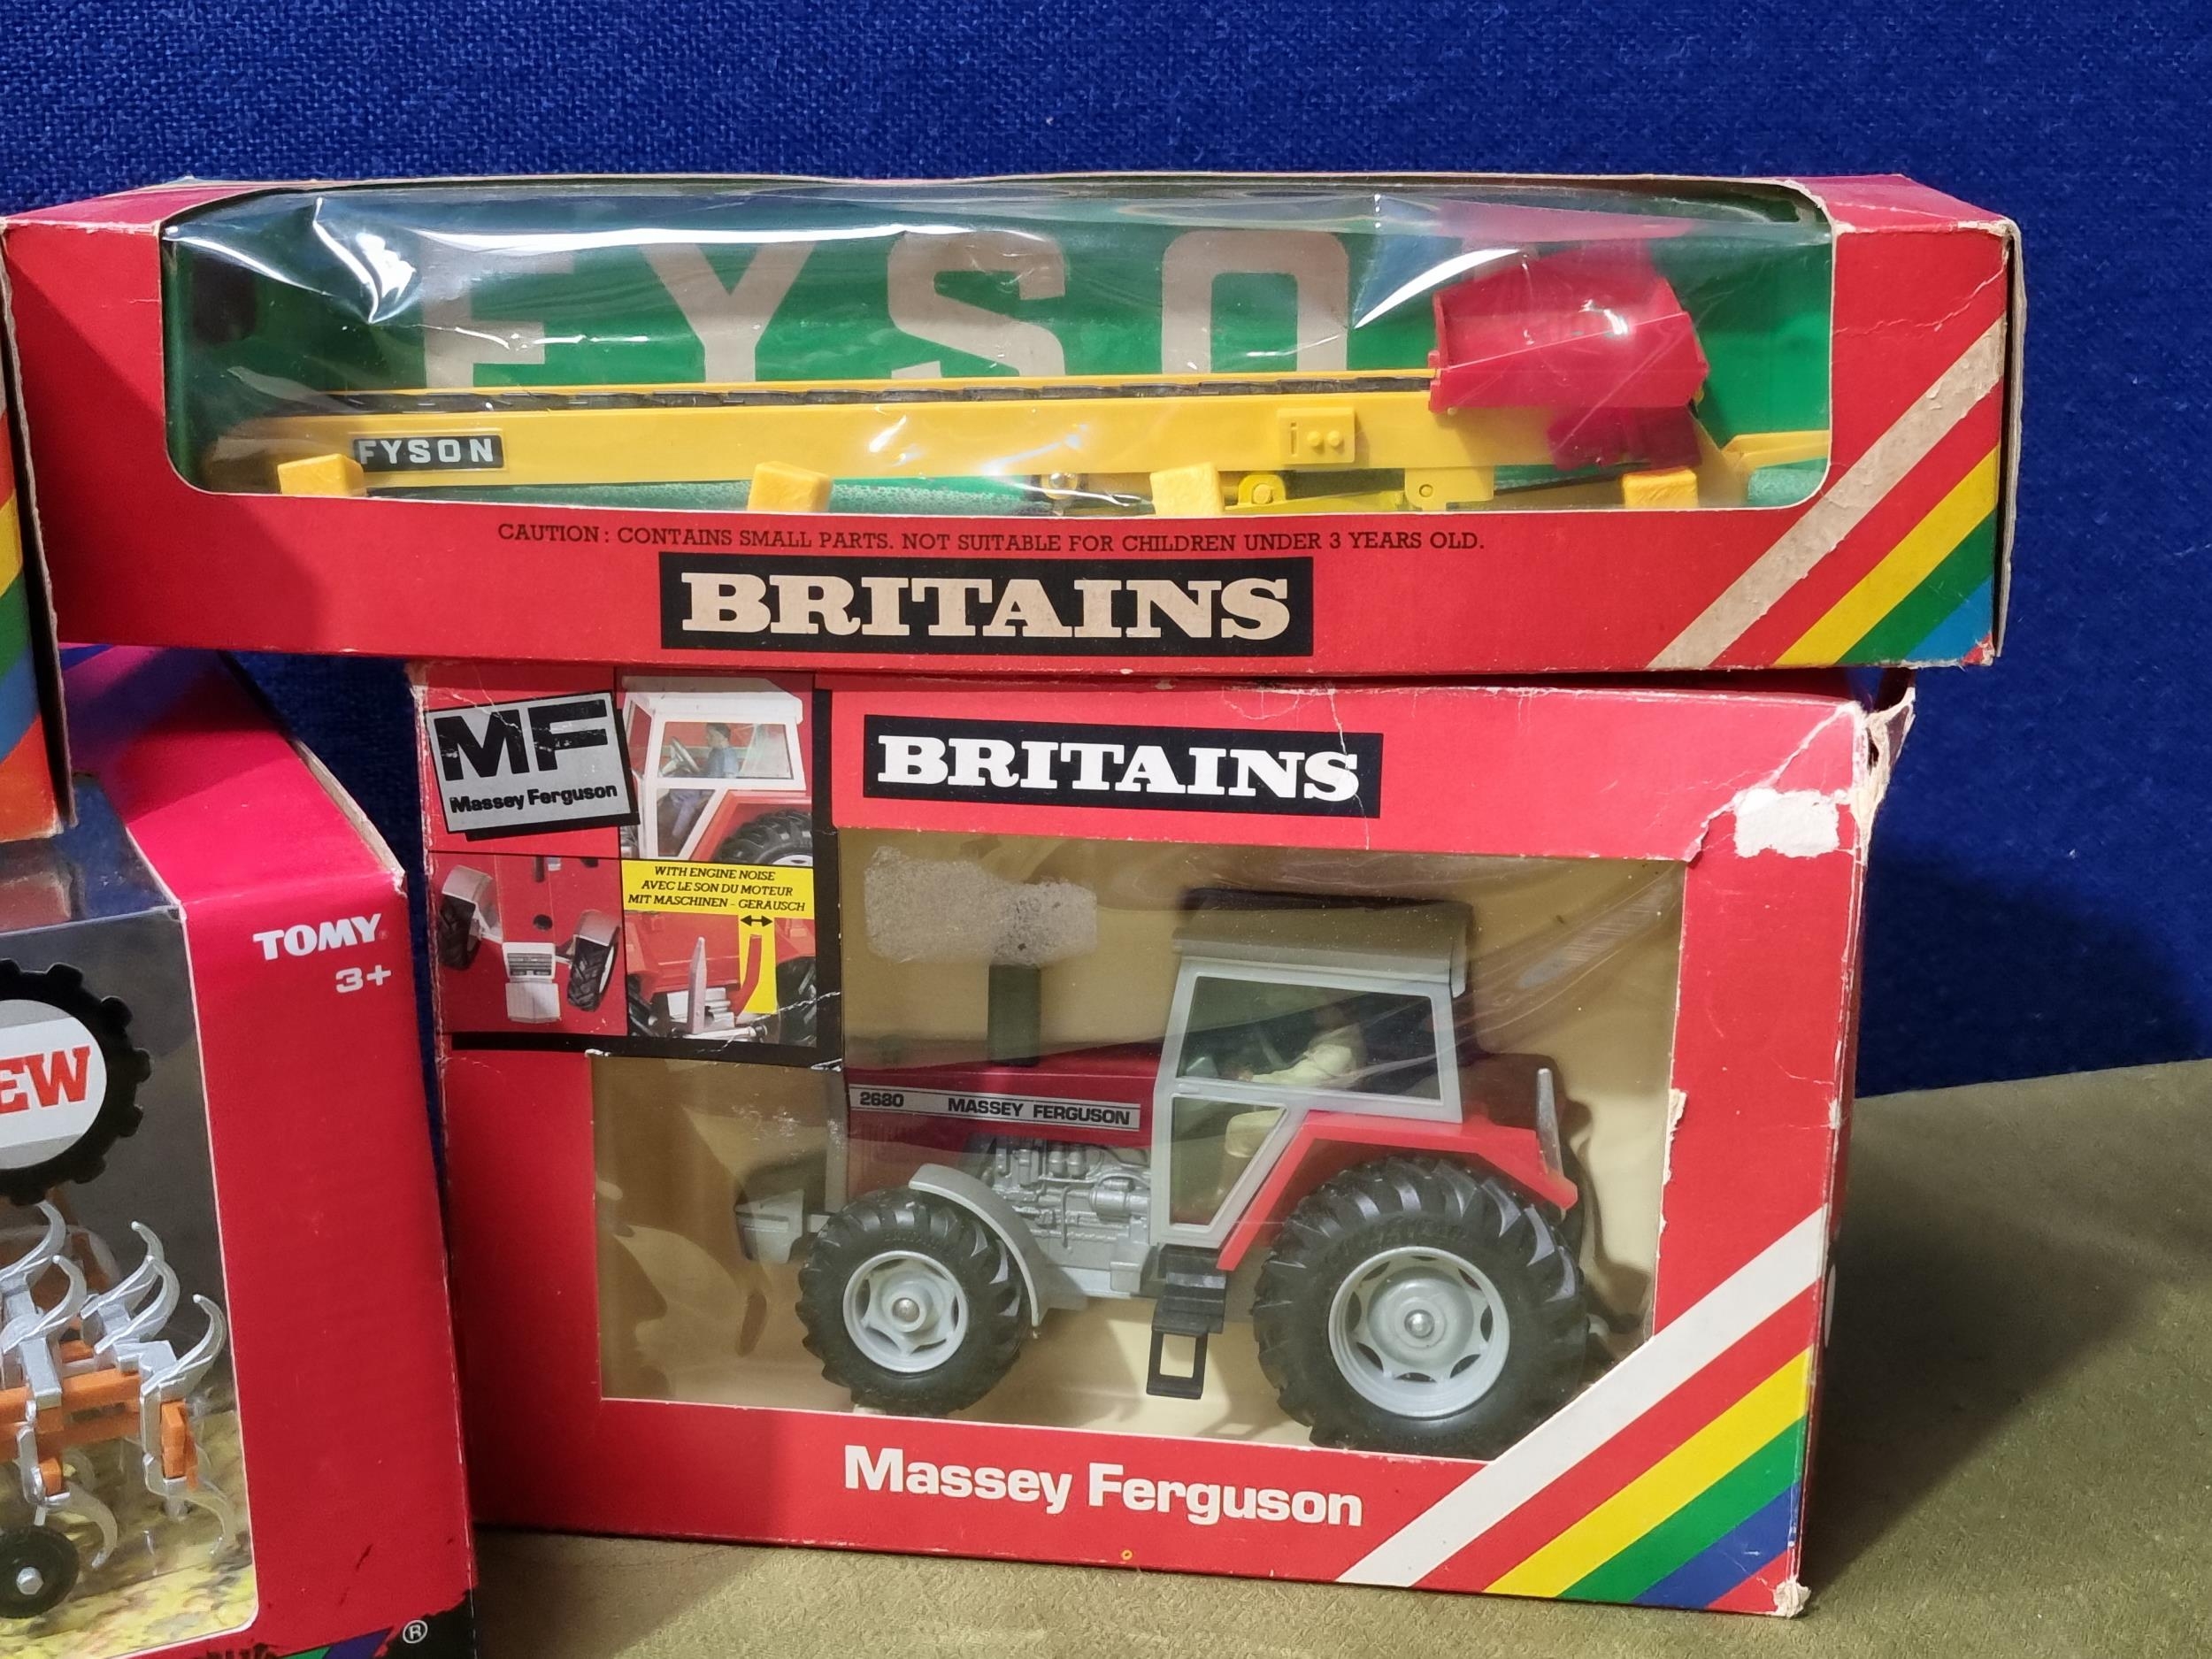 FYSO
FYSON
CAUTION: CONTAINS SMALL PARTS. NOT SUITABLE FOR CHILDREN UNDER 3 YEARS OLD.
BRITAINS
MF
Massey Ferguson
BRITAINS
WITH ENGINE NOISE
AVEC LE SON DU MOTEUR
MIT MASCHINEN - GERAUSCH
TOMY
3+
EW
2680 MASSEY FERGUSON
Massey Ferguson
®